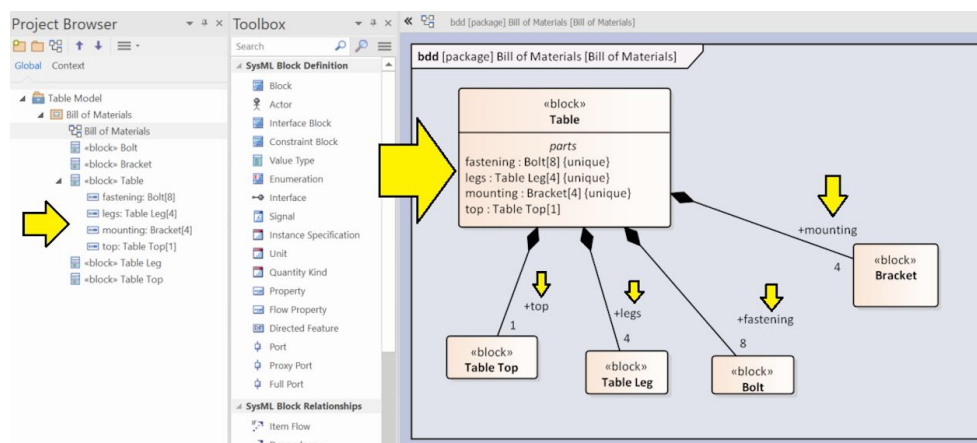 Project Browser
Global Context
Table Model
Bill of Materials
Bill of Materials
«block» Bolt
«block» Bracket
«block» Table
fastening: Bolt[8]
legs: Table Leg[4]
mounting: Bracket[4]
top: Table Top[1]
«block» Table Leg
«block» Table Top
Toolbox
Search
SysML Block Definition
Block
Actor
Interface Block
Constraint Block
Value Type
Enumeration
Interface
Signal
Instance Specification
Unit
Quantity Kind
Property
Flow Property
Directed Feature
Port
Proxy Port
Full Port
SysML Block Relationships
Item Flow
bdd [package] Bill of Materials [Bill of Materials]
bdd [package] Bill of Materials [Bill of Materials]
«block»
Table
parts
fastening : Bolt[8] {unique}
legs : Table Leg[4] {unique}
mounting : Bracket[4] {unique}
top : Table Top[1]
+mounting
4
«block»
Bracket
+top
1
«block»
Table Top
+legs
4
«block»
Table Leg
+fastening
8
«block»
Bolt